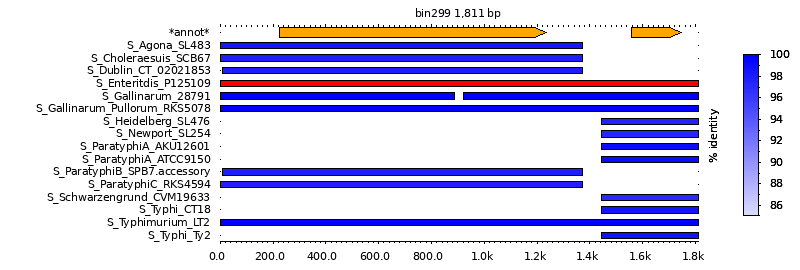 bin299 1,811 bp
*annot*
S_Agona_SL483
S_Choleraesuis_SCB67
S_Dublin_CT_02021853
S_Enteritdis_P125109
S_Gallinarum_28791
S_Gallinarum_Pullorum_RKS5078
S_Heidelberg_SL476
S_Newport_SL254
S_ParatyphiA_AKU12601
S_ParatyphiA_ATCC9150
S_ParatyphiB_SPB7.accessory
S_ParatyphiC_RKS4594
S_Schwarzengrund_CVM19633
S_Typhi_CT18
S_Typhimurium_LT2
S_Typhi_Ty2
0.0 200.0 400.0 600.0 800.0 1.0k 1.2k 1.4k 1.6k 1.8k
% identity
100
98
96
94
92
90
88
86